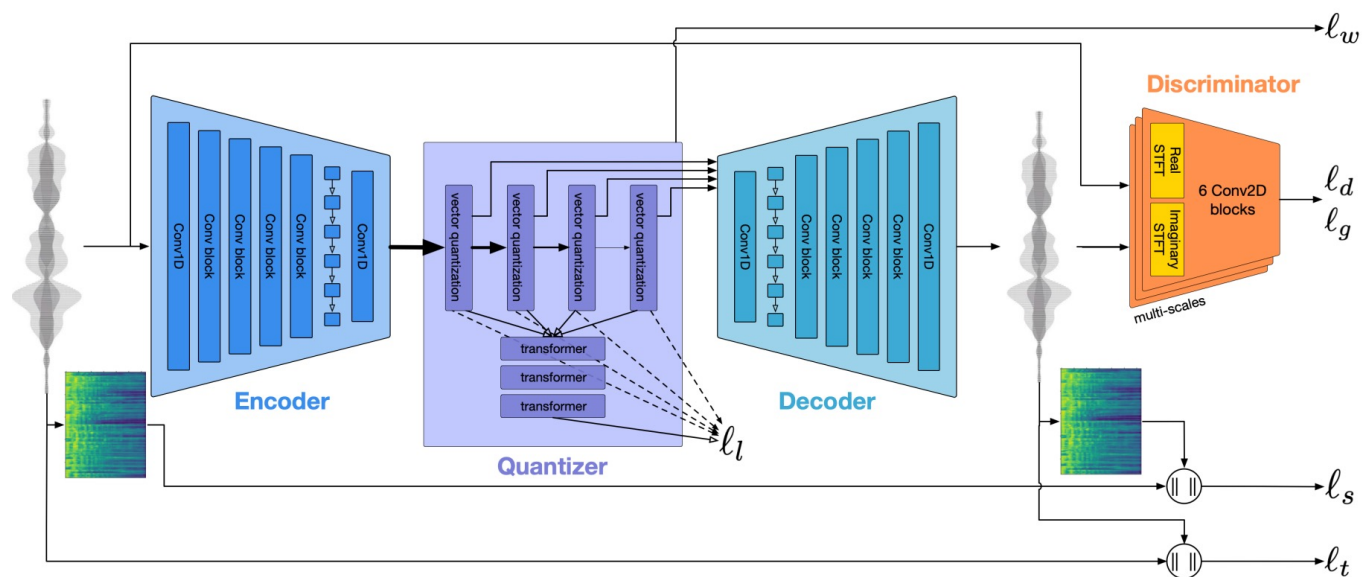 ℓw
Discriminator
Real
STFT
Imaginary
STFT
6 Conv2D
blocks
multi-scales
ℓd
ℓg
Conv1D
Conv block
Conv block
Conv block
Conv block
Conv1D
Encoder
vector quantization
vector quantization
vector quantization
vector quantization
transformer
transformer
transformer
Quantizer
ℓl
Conv1D
Conv block
Conv block
Conv block
Conv block
Conv1D
Decoder
|| ||
ℓs
|| ||
ℓt